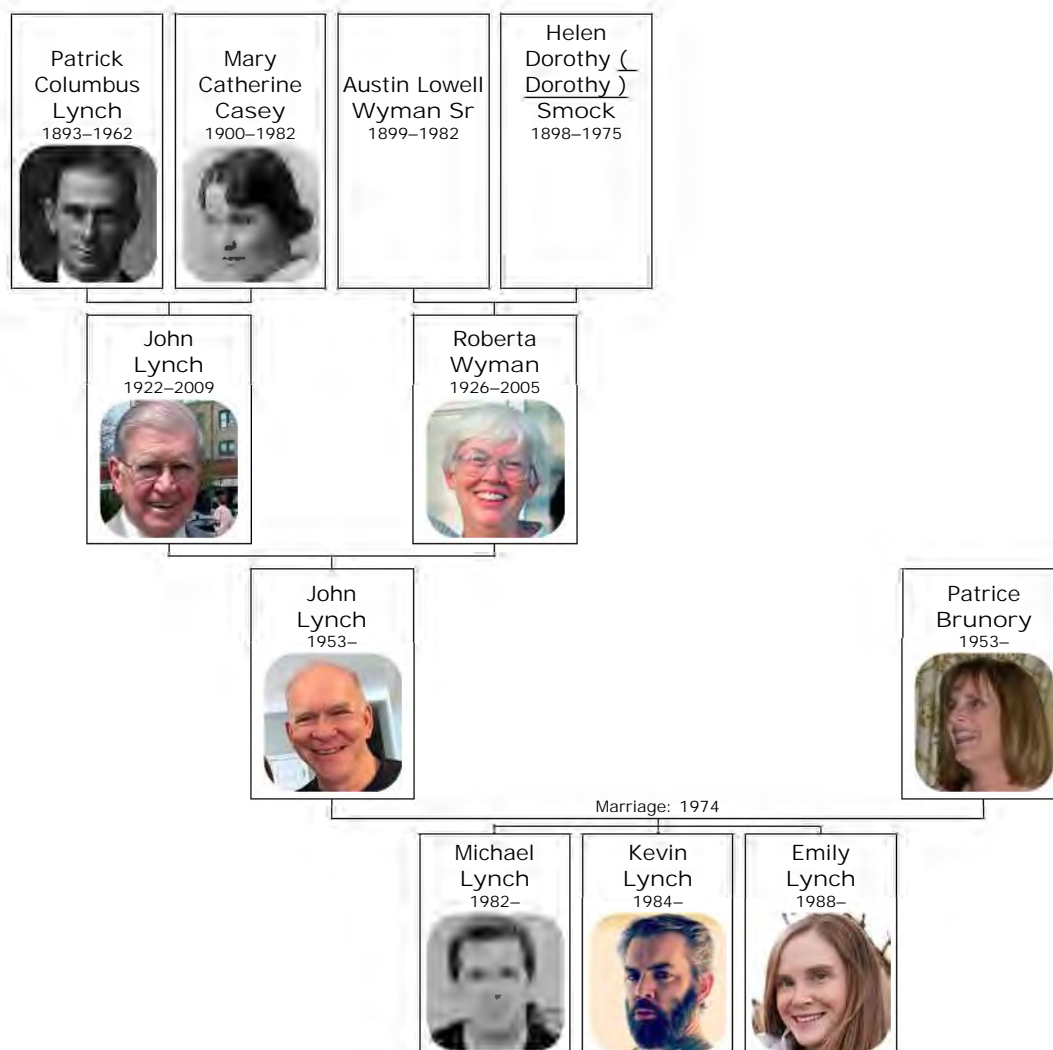 Patrick
Columbus
Lynch
1893–1962
Mary
Catherine
Casey
1900–1982
Austin Lowell
Wyman Sr
1899–1982
Helen
Dorothy (
Dorothy )
Smock
1898–1975
John
Lynch
1922–2009
Roberta
Wyman
1926–2005
John
Lynch
1953–
Patrice
Brunory
1953–
Marriage: 1974
Michael
Lynch
1982–
Kevin
Lynch
1984–
Emily
Lynch
1988–